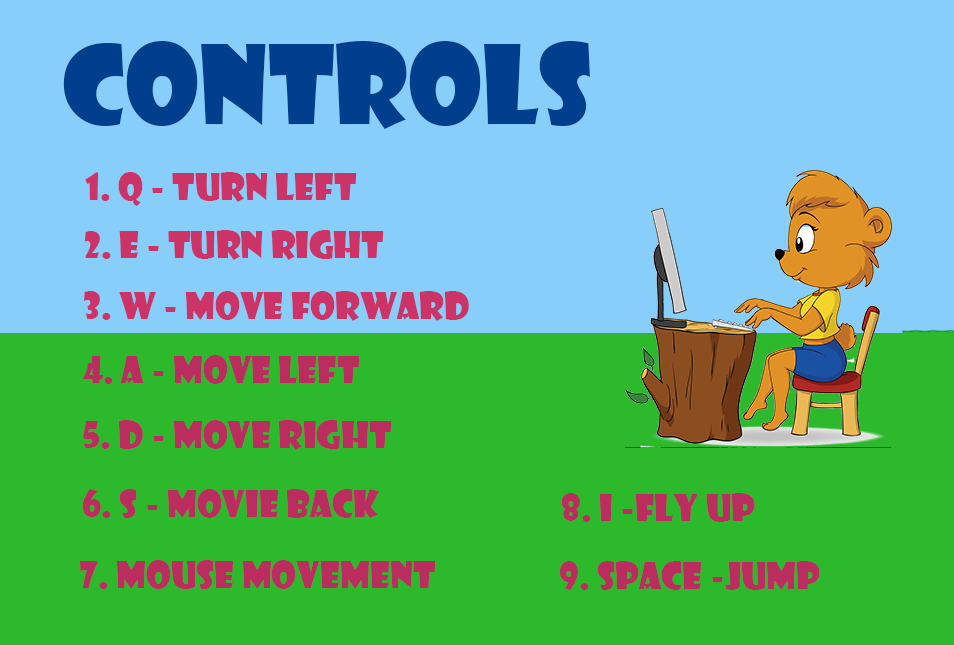 CONTROLS
1. Q - TURN LEFT
2. E - TURN RIGHT
3. W - MOVE FORWARD
4. A - MOVE LEFT
5. D - MOVE RIGHT
6. S - MOVIE BACK
7. MOUSE MOVEMENT
8. I -FLY UP
9. SPACE -JUMP